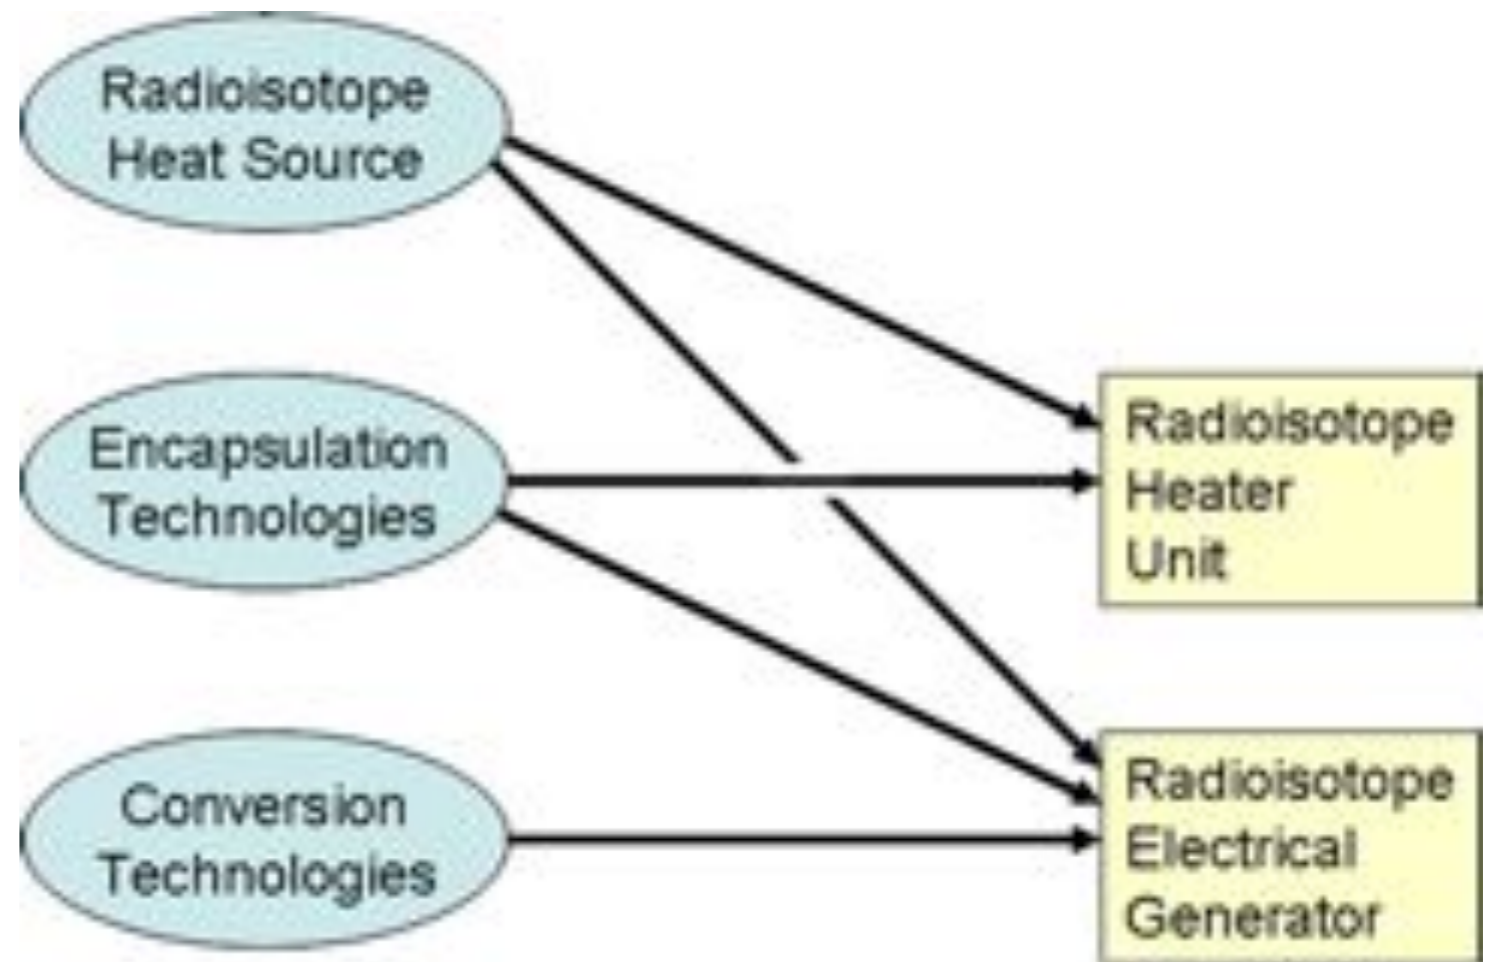 Radioisotope
Heat Source
Encapsulation
Technologies
Conversion
Technologies
Radioisotope
Heater
Unit
Radioisotope
Electrical
Generator